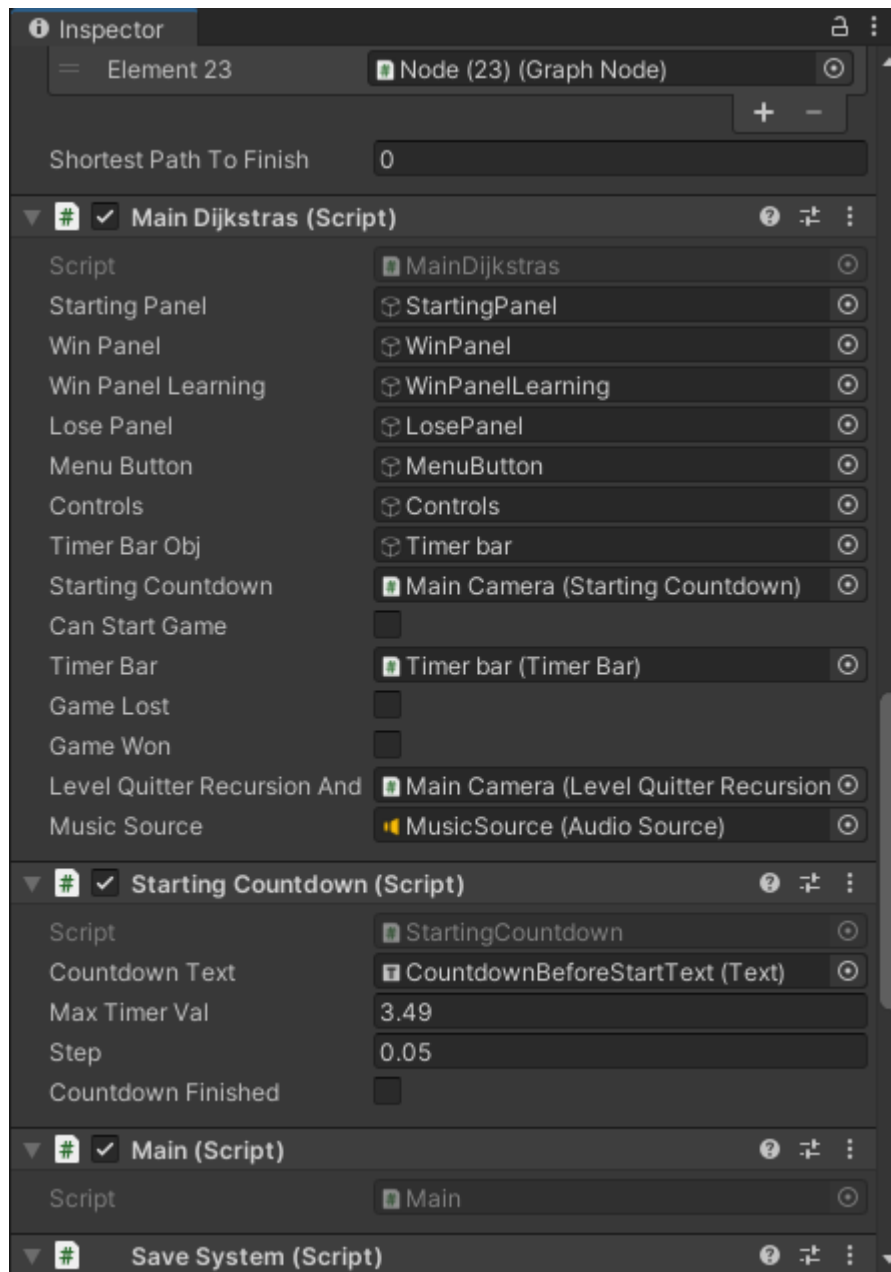 Inspector
Element 23 Node (23) (Graph Node)
+ −
Shortest Path To Finish 0
# Main Dijkstras (Script)
Script MainDijkstras
Starting Panel StartingPanel
Win Panel WinPanel
Win Panel Learning WinPanelLearning
Lose Panel LosePanel
Menu Button MenuButton
Controls Controls
Timer Bar Obj Timer bar
Starting Countdown Main Camera (Starting Countdown)
Can Start Game
Timer Bar Timer bar (Timer Bar)
Game Lost
Game Won
Level Quitter Recursion And Main Camera (Level Quitter Recursion
Music Source MusicSource (Audio Source)
# Starting Countdown (Script)
Script StartingCountdown
Countdown Text CountdownBeforeStartText (Text)
Max Timer Val 3.49
Step 0.05
Countdown Finished
# Main (Script)
Script Main
# Save System (Script)